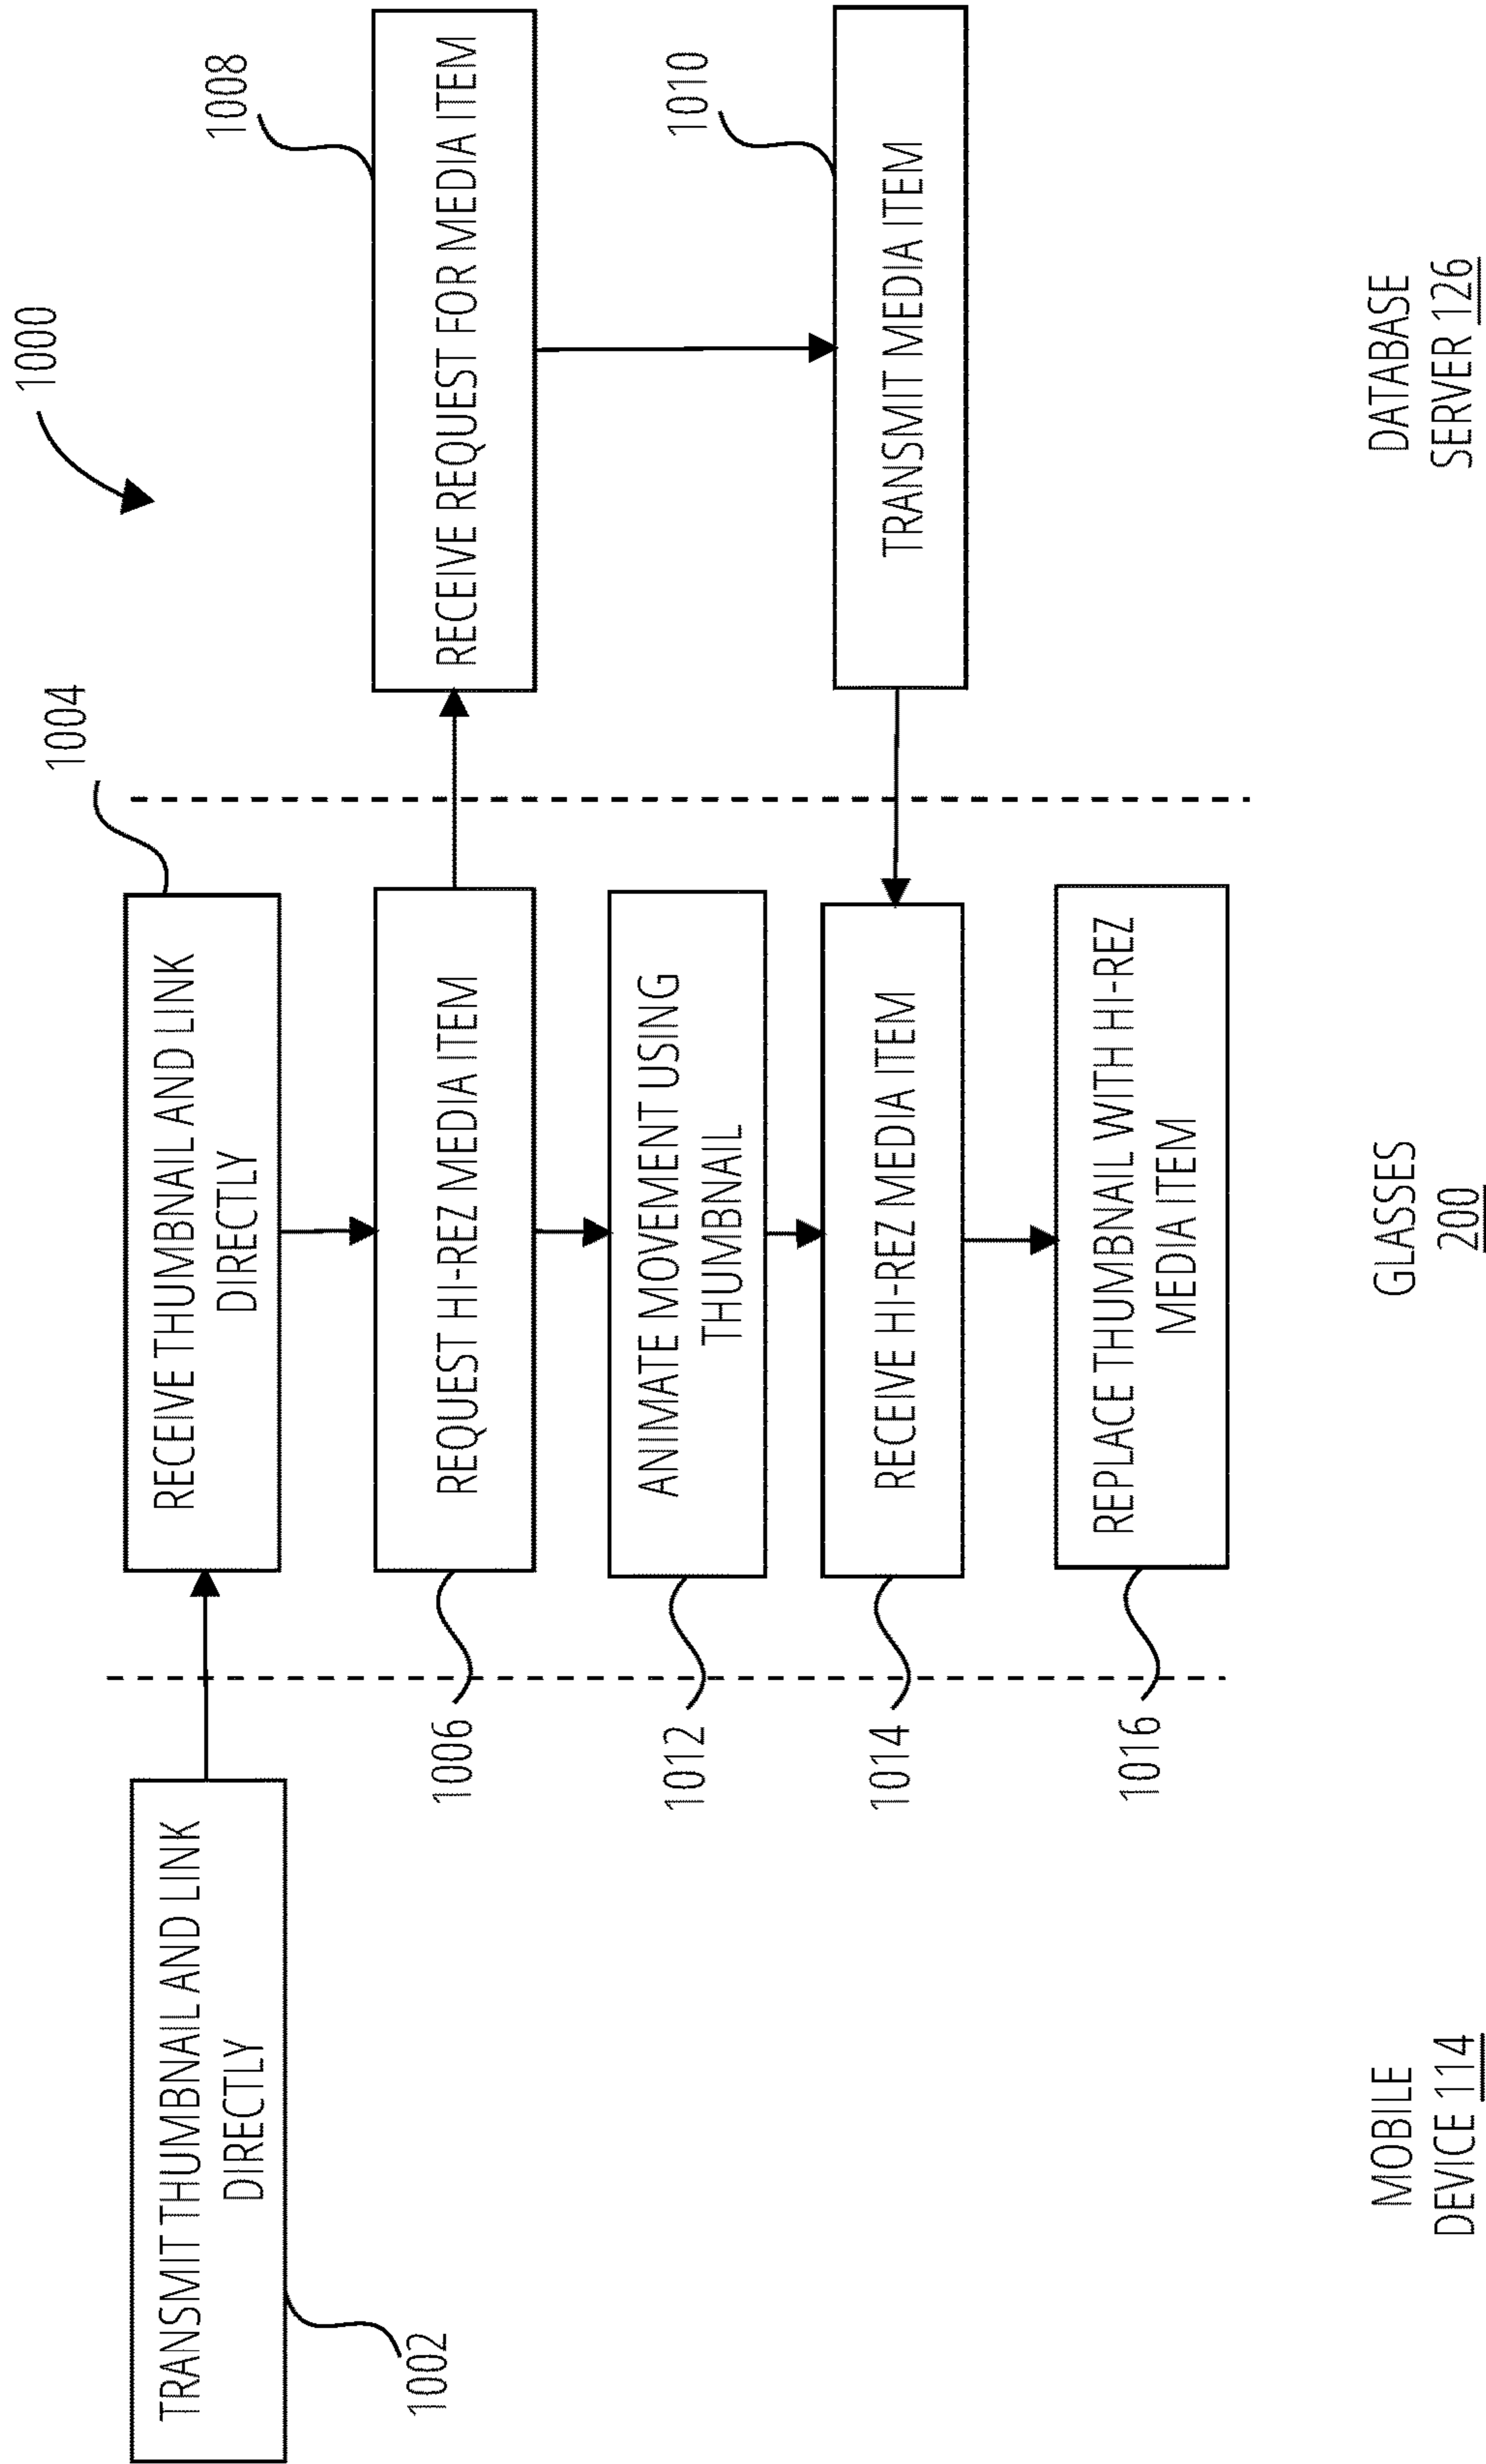 1000
1004
TRANSMIT THUMBNAIL AND LINK
DIRECTLY
1002
RECEIVE THUMBNAIL AND LINK
DIRECTLY
1006
REQUEST HI-REZ MEDIA ITEM
RECEIVE REQUEST FOR MEDIA ITEM
1008
1012
ANIMATE MOVEMENT USING
THUMBNAIL
1014
RECEIVE HI-REZ MEDIA ITEM
TRANSMIT MEDIA ITEM
1010
1016
REPLACE THUMBNAIL WITH HI-REZ
MEDIA ITEM
MOBILE
DEVICE 114
GLASSES
200
DATABASE
SERVER 126